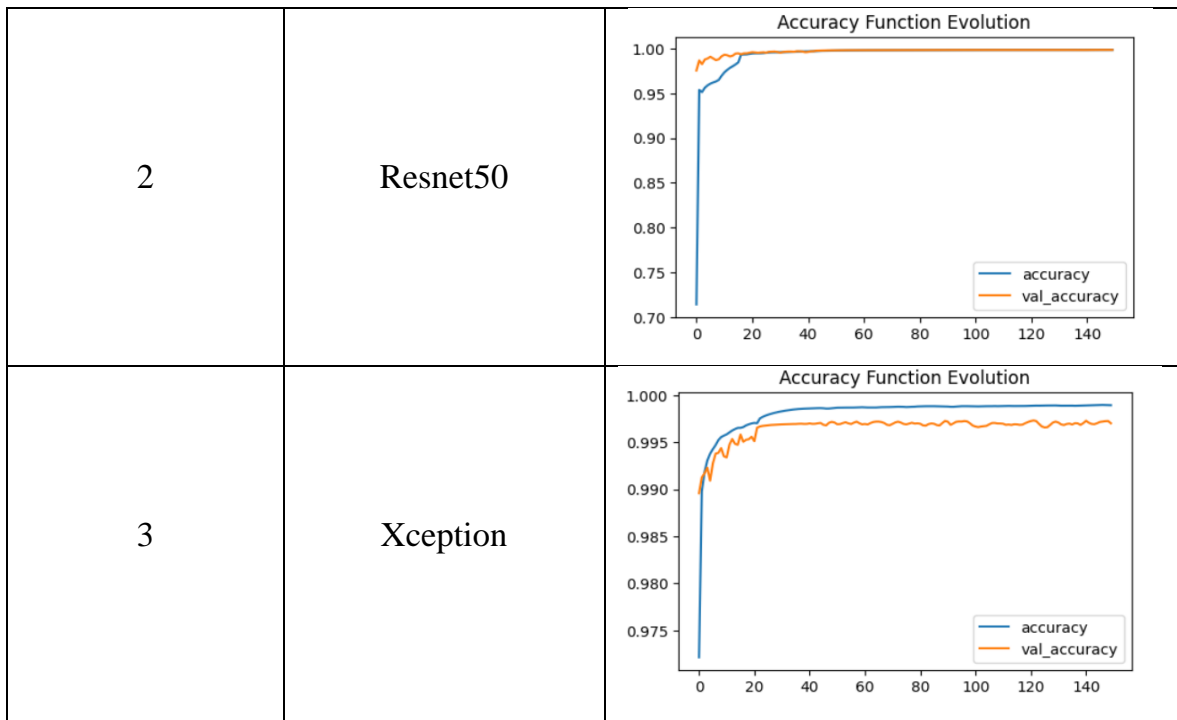 2
Resnet50
Accuracy Function Evolution
1.00
0.95
0.90
0.85
0.80
0.75
0.70
0 20 40 60 80 100 120 140
accuracy
val_accuracy
3
Xception
Accuracy Function Evolution
1.000
0.995
0.990
0.985
0.980
0.975
0 20 40 60 80 100 120 140
accuracy
val_accuracy